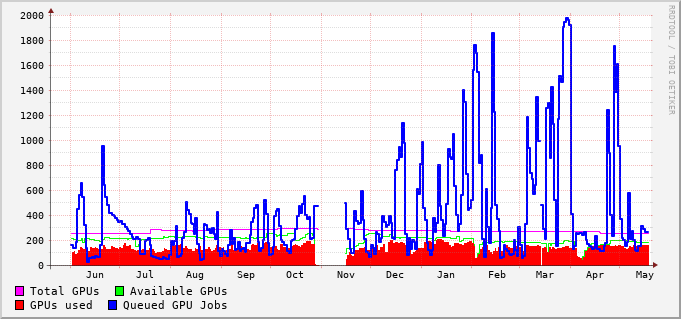 2000
1800
1600
1400
1200
1000
800
600
400
200
0
Jun Jul Aug Sep Oct Nov Dec Jan Feb Mar Apr May
Total GPUs Available GPUs
GPUs used Queued GPU Jobs
RRDTOOL / TOBI OETIKER